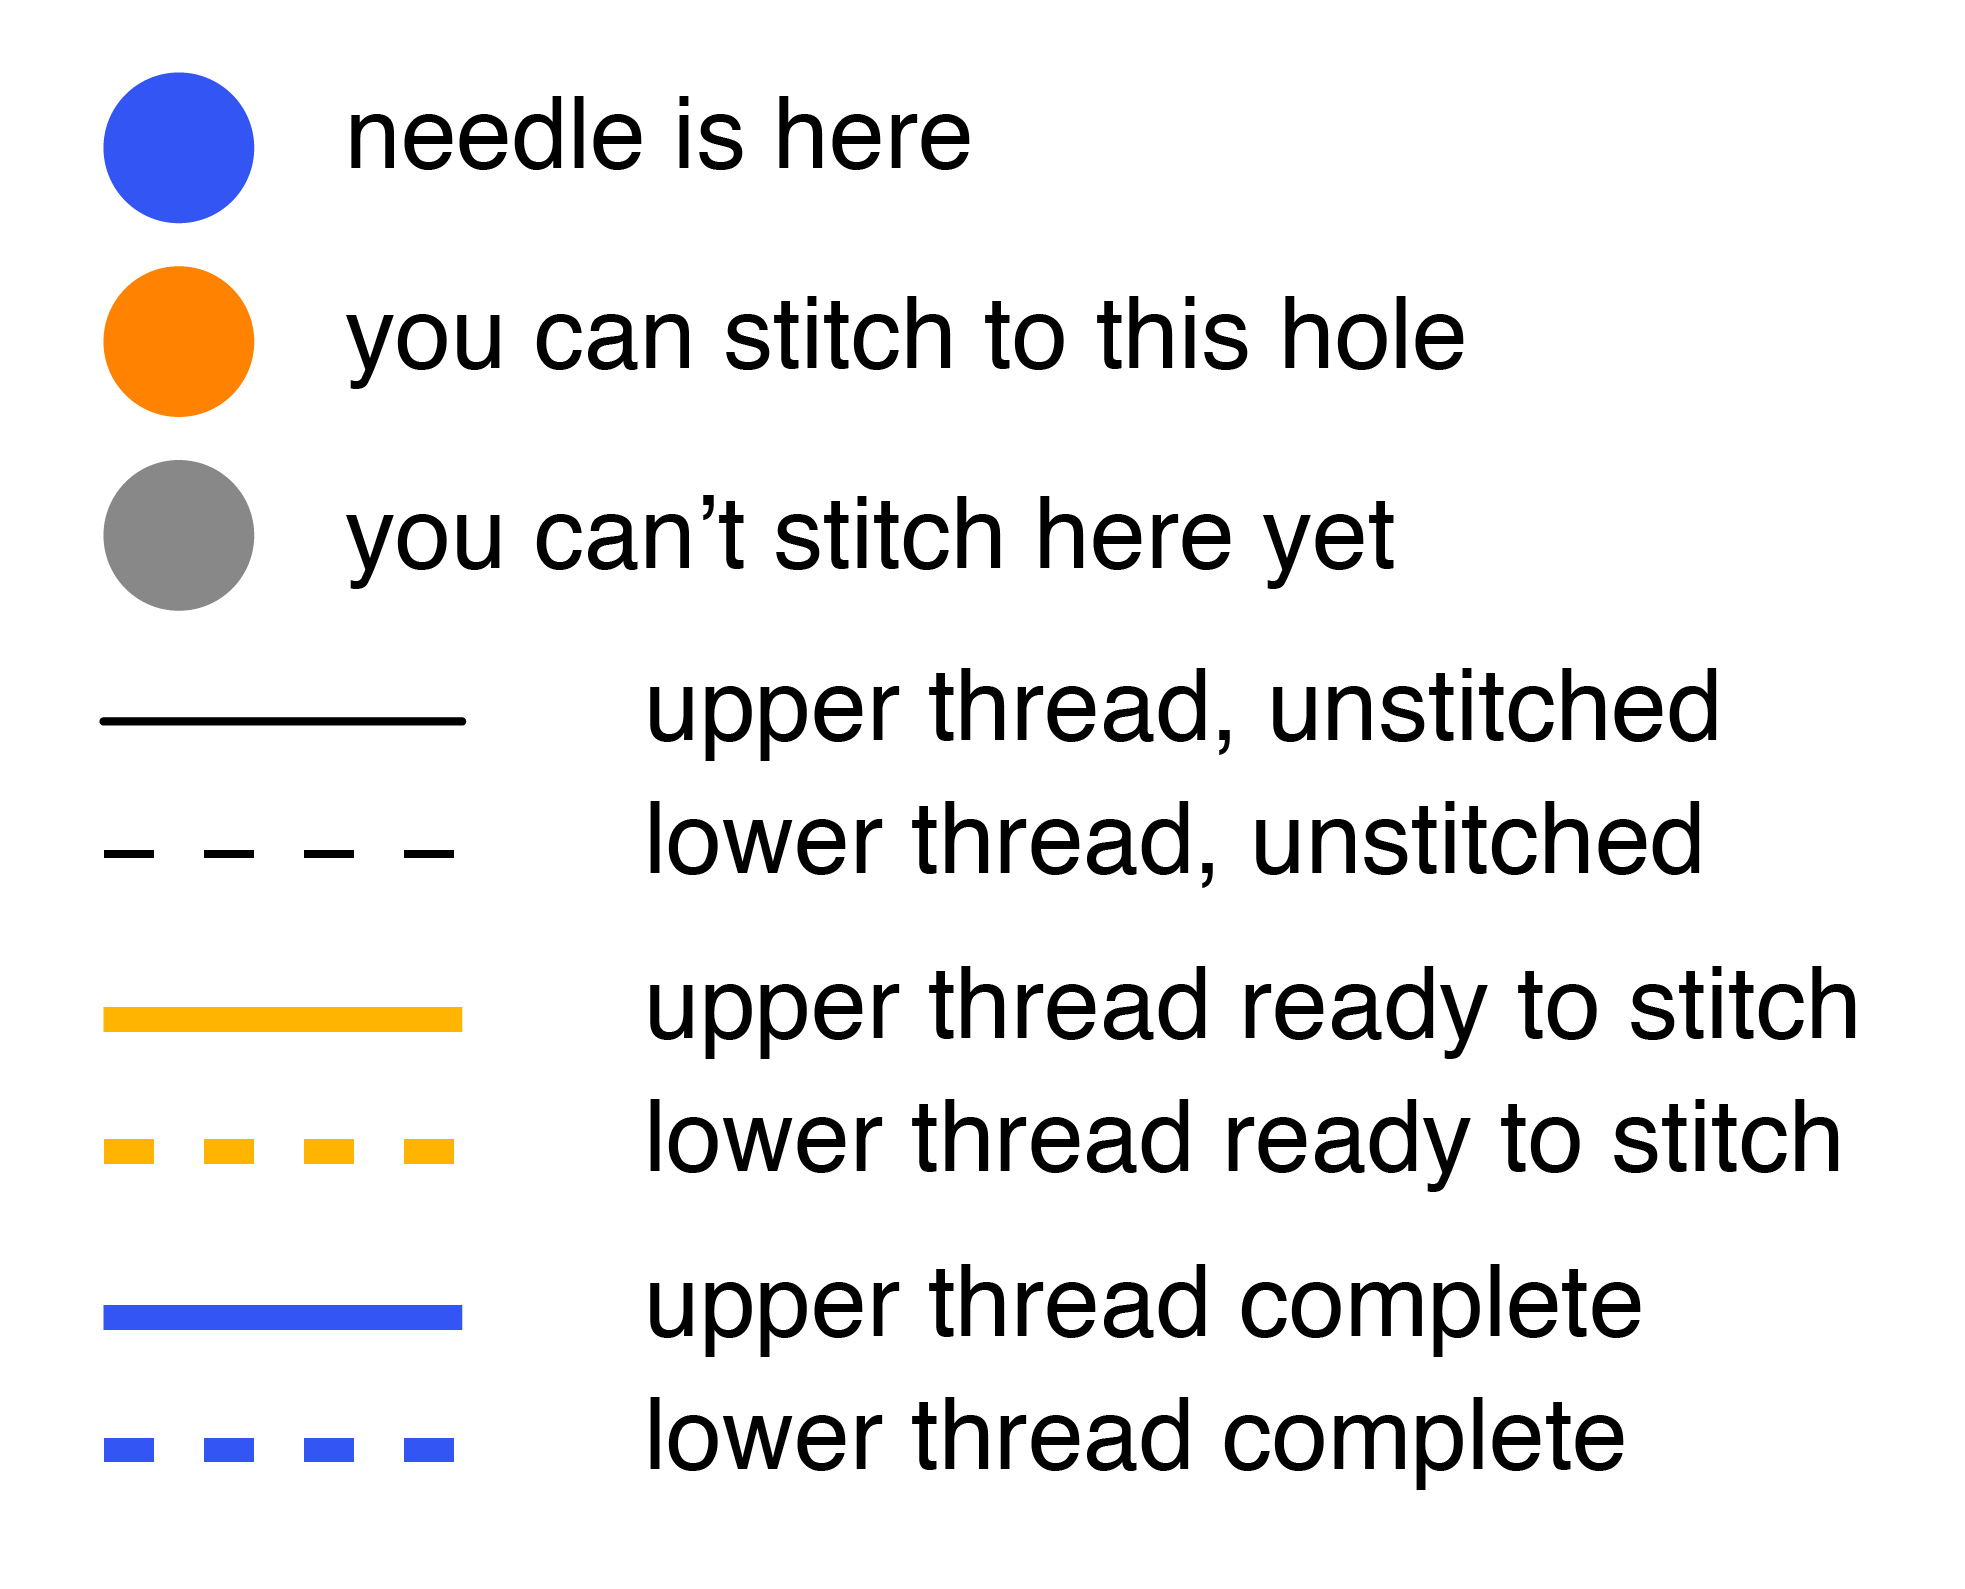 needle is here
you can stitch to this hole
you can’t stitch here yet
upper thread, unstitched
lower thread, unstitched
upper thread ready to stitch
lower thread ready to stitch
upper thread complete
lower thread complete